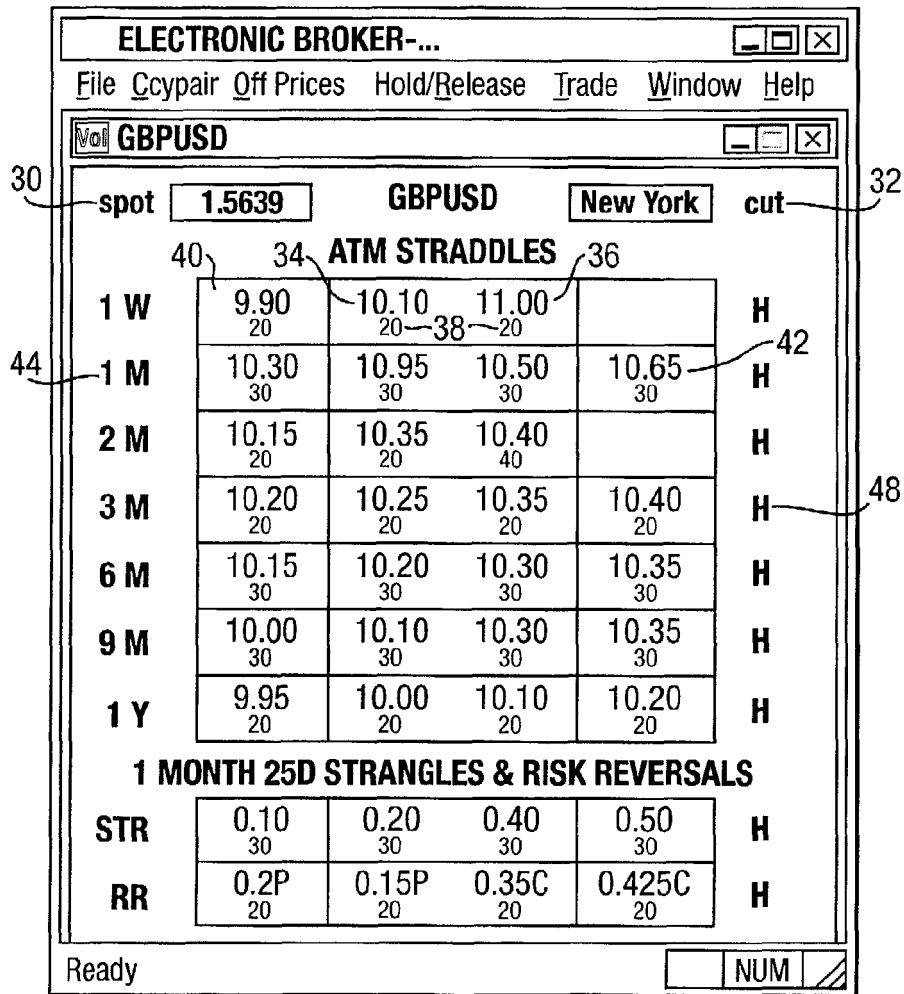 ELECTRONIC BROKER-...
File Ccypair Off Prices Hold/Release Trade Window Help
Vol GBPUSD
30 spot 1.5639 GBPUSD New York cut 32
ATM STRADDLES
40 34 36
1 W 9.90 10.10 11.00 H
20 20 38 20
42
44 1 M 10.30 10.95 10.50 10.65 H
30 30 30 30
2 M 10.15 10.35 10.40 H
20 20 40
3 M 10.20 10.25 10.35 10.40 H 48
20 20 20 20
6 M 10.15 10.20 10.30 10.35 H
30 30 30 30
9 M 10.00 10.10 10.30 10.35 H
30 30 30 30
1 Y 9.95 10.00 10.10 10.20 H
20 20 20 20
1 MONTH 25D STRANGLES & RISK REVERSALS
STR 0.10 0.20 0.40 0.50 H
30 30 30 30
RR 0.2P 0.15P 0.35C 0.425C H
20 20 20 20
Ready NUM